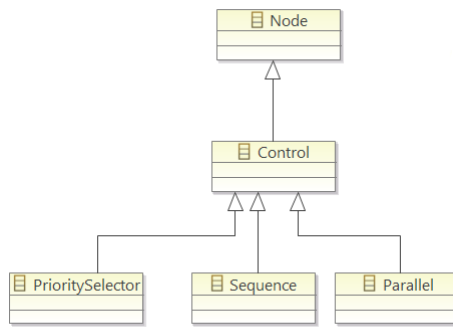 Node
Control
PrioritySelector
Sequence
Parallel